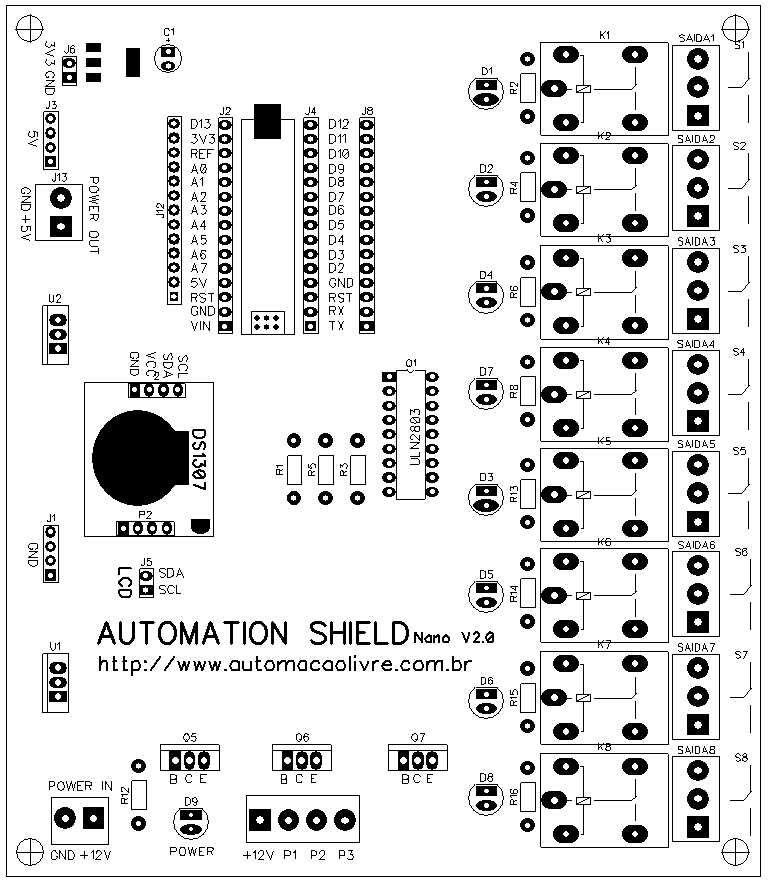 C1
J6
3V3
GND
J3
5V
J13
GND +5V
POWER OUT
U2
J12
J2
D13
3V3
REF
A0
A1
A2
A3
A4
A5
A6
A7
5V
RST
GND
VIN
J4
J8
D12
D11
D10
D9
D8
D7
D6
D5
D4
D3
D2
GND
RST
RX
TX
GND
VCC
SDA
SCL
DS1307
P2
J1
GND
LCD
J5
SDA
SCL
R1
R5
R3
Q1
ULN2803
AUTOMATION SHIELD Nano V2.0
http://www.automacaolivre.com.br
U1
Q5
B C E
Q6
B C E
Q7
B C E
POWER IN
GND +12V
R12
D9
POWER
+12V P1 P2 P3
D1
R2
K1
SAIDA1
S1
D2
R4
K2
SAIDA2
S2
D4
R6
K3
SAIDA3
S3
D7
R8
K4
SAIDA4
S4
D3
R13
K5
SAIDA5
S5
D5
R14
K6
SAIDA6
S6
D6
R15
K7
SAIDA7
S7
D8
R16
K8
SAIDA8
S8